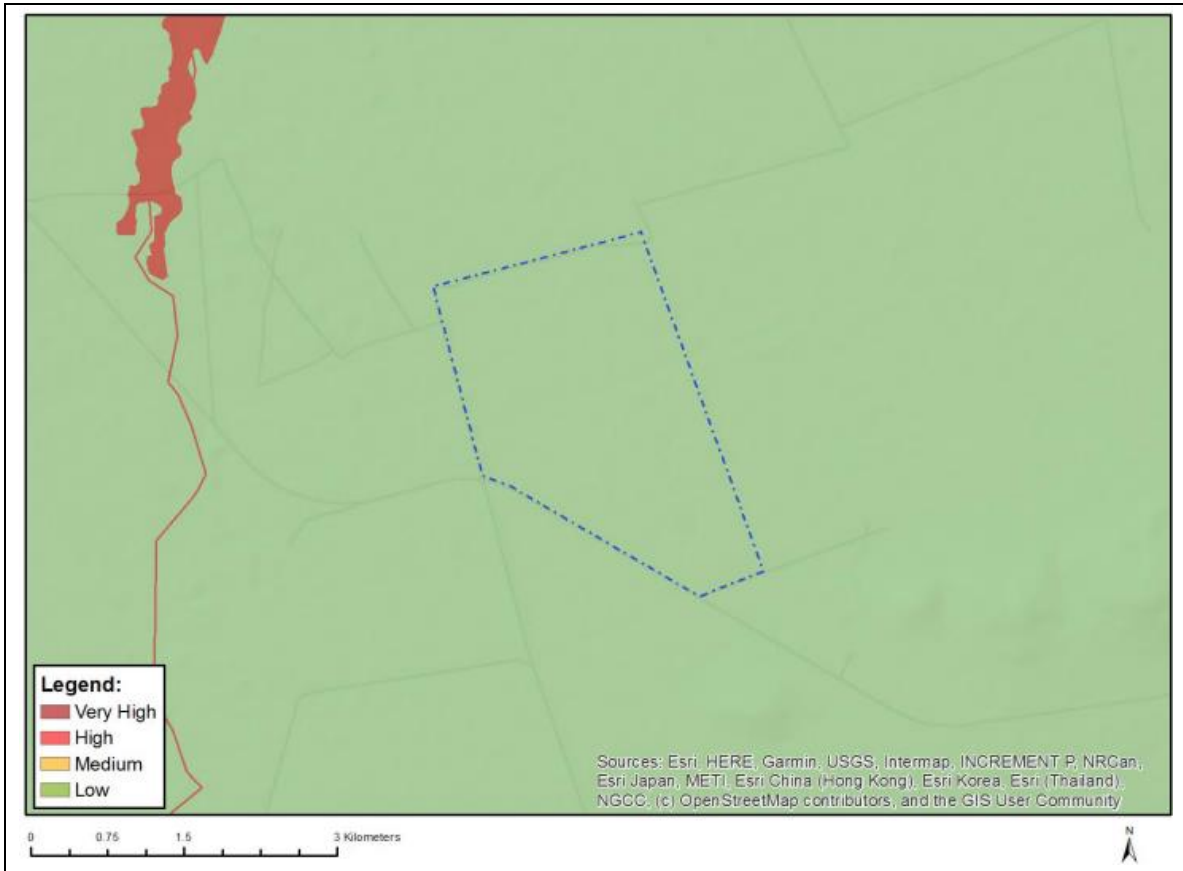 Legend:
Very High
High
Medium
Low
Sources: Esri, HERE, Garmin, USGS, Intermap, INCREMENT P, NRCan,
Esri Japan, METI, Esri China (Hong Kong), Esri Korea, Esri (Thailand),
NGCC, (c) OpenStreetMap contributors, and the GIS User Community
0 0.75 1.5 3 Kilometers
N